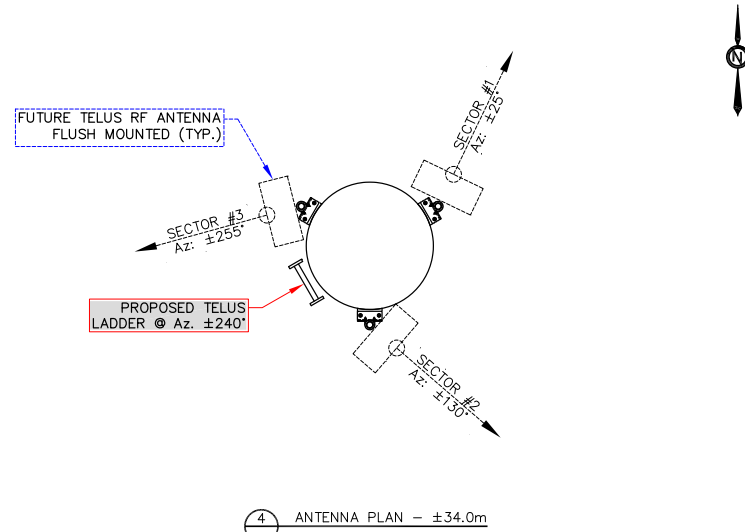 N
SECTOR #1
Az: ±25°
FUTURE TELUS RF ANTENNA
FLUSH MOUNTED (TYP.)
SECTOR #3
Az: ±255°
PROPOSED TELUS
LADDER @ Az. ±240°
SECTOR #2
Az: ±130°
4 ANTENNA PLAN - ±34.0m